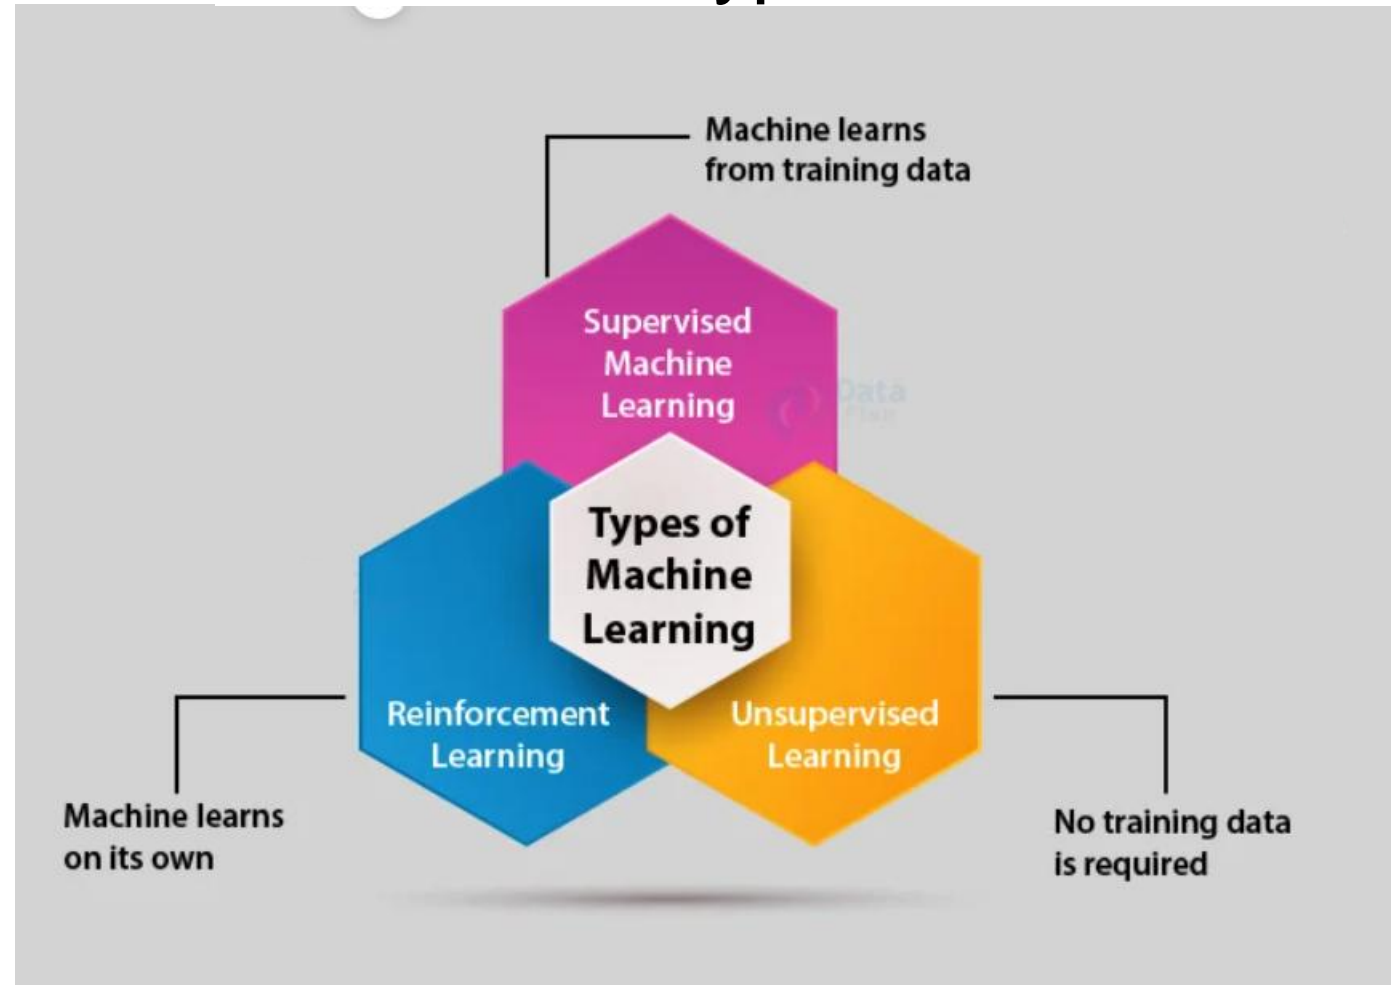 Machine learns
from training data
Supervised
Machine
Learning
Data
Types of
Machine
Learning
Reinforcement
Learning
Unsupervised
Learning
Machine learns
on its own
No training data
is required